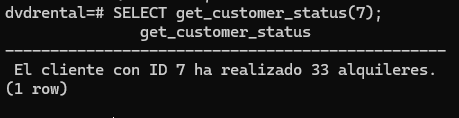 dvdrental=# SELECT get_customer_status(7);
get_customer_status
-----------------------------------------------
El cliente con ID 7 ha realizado 33 alquileres.
(1 row)